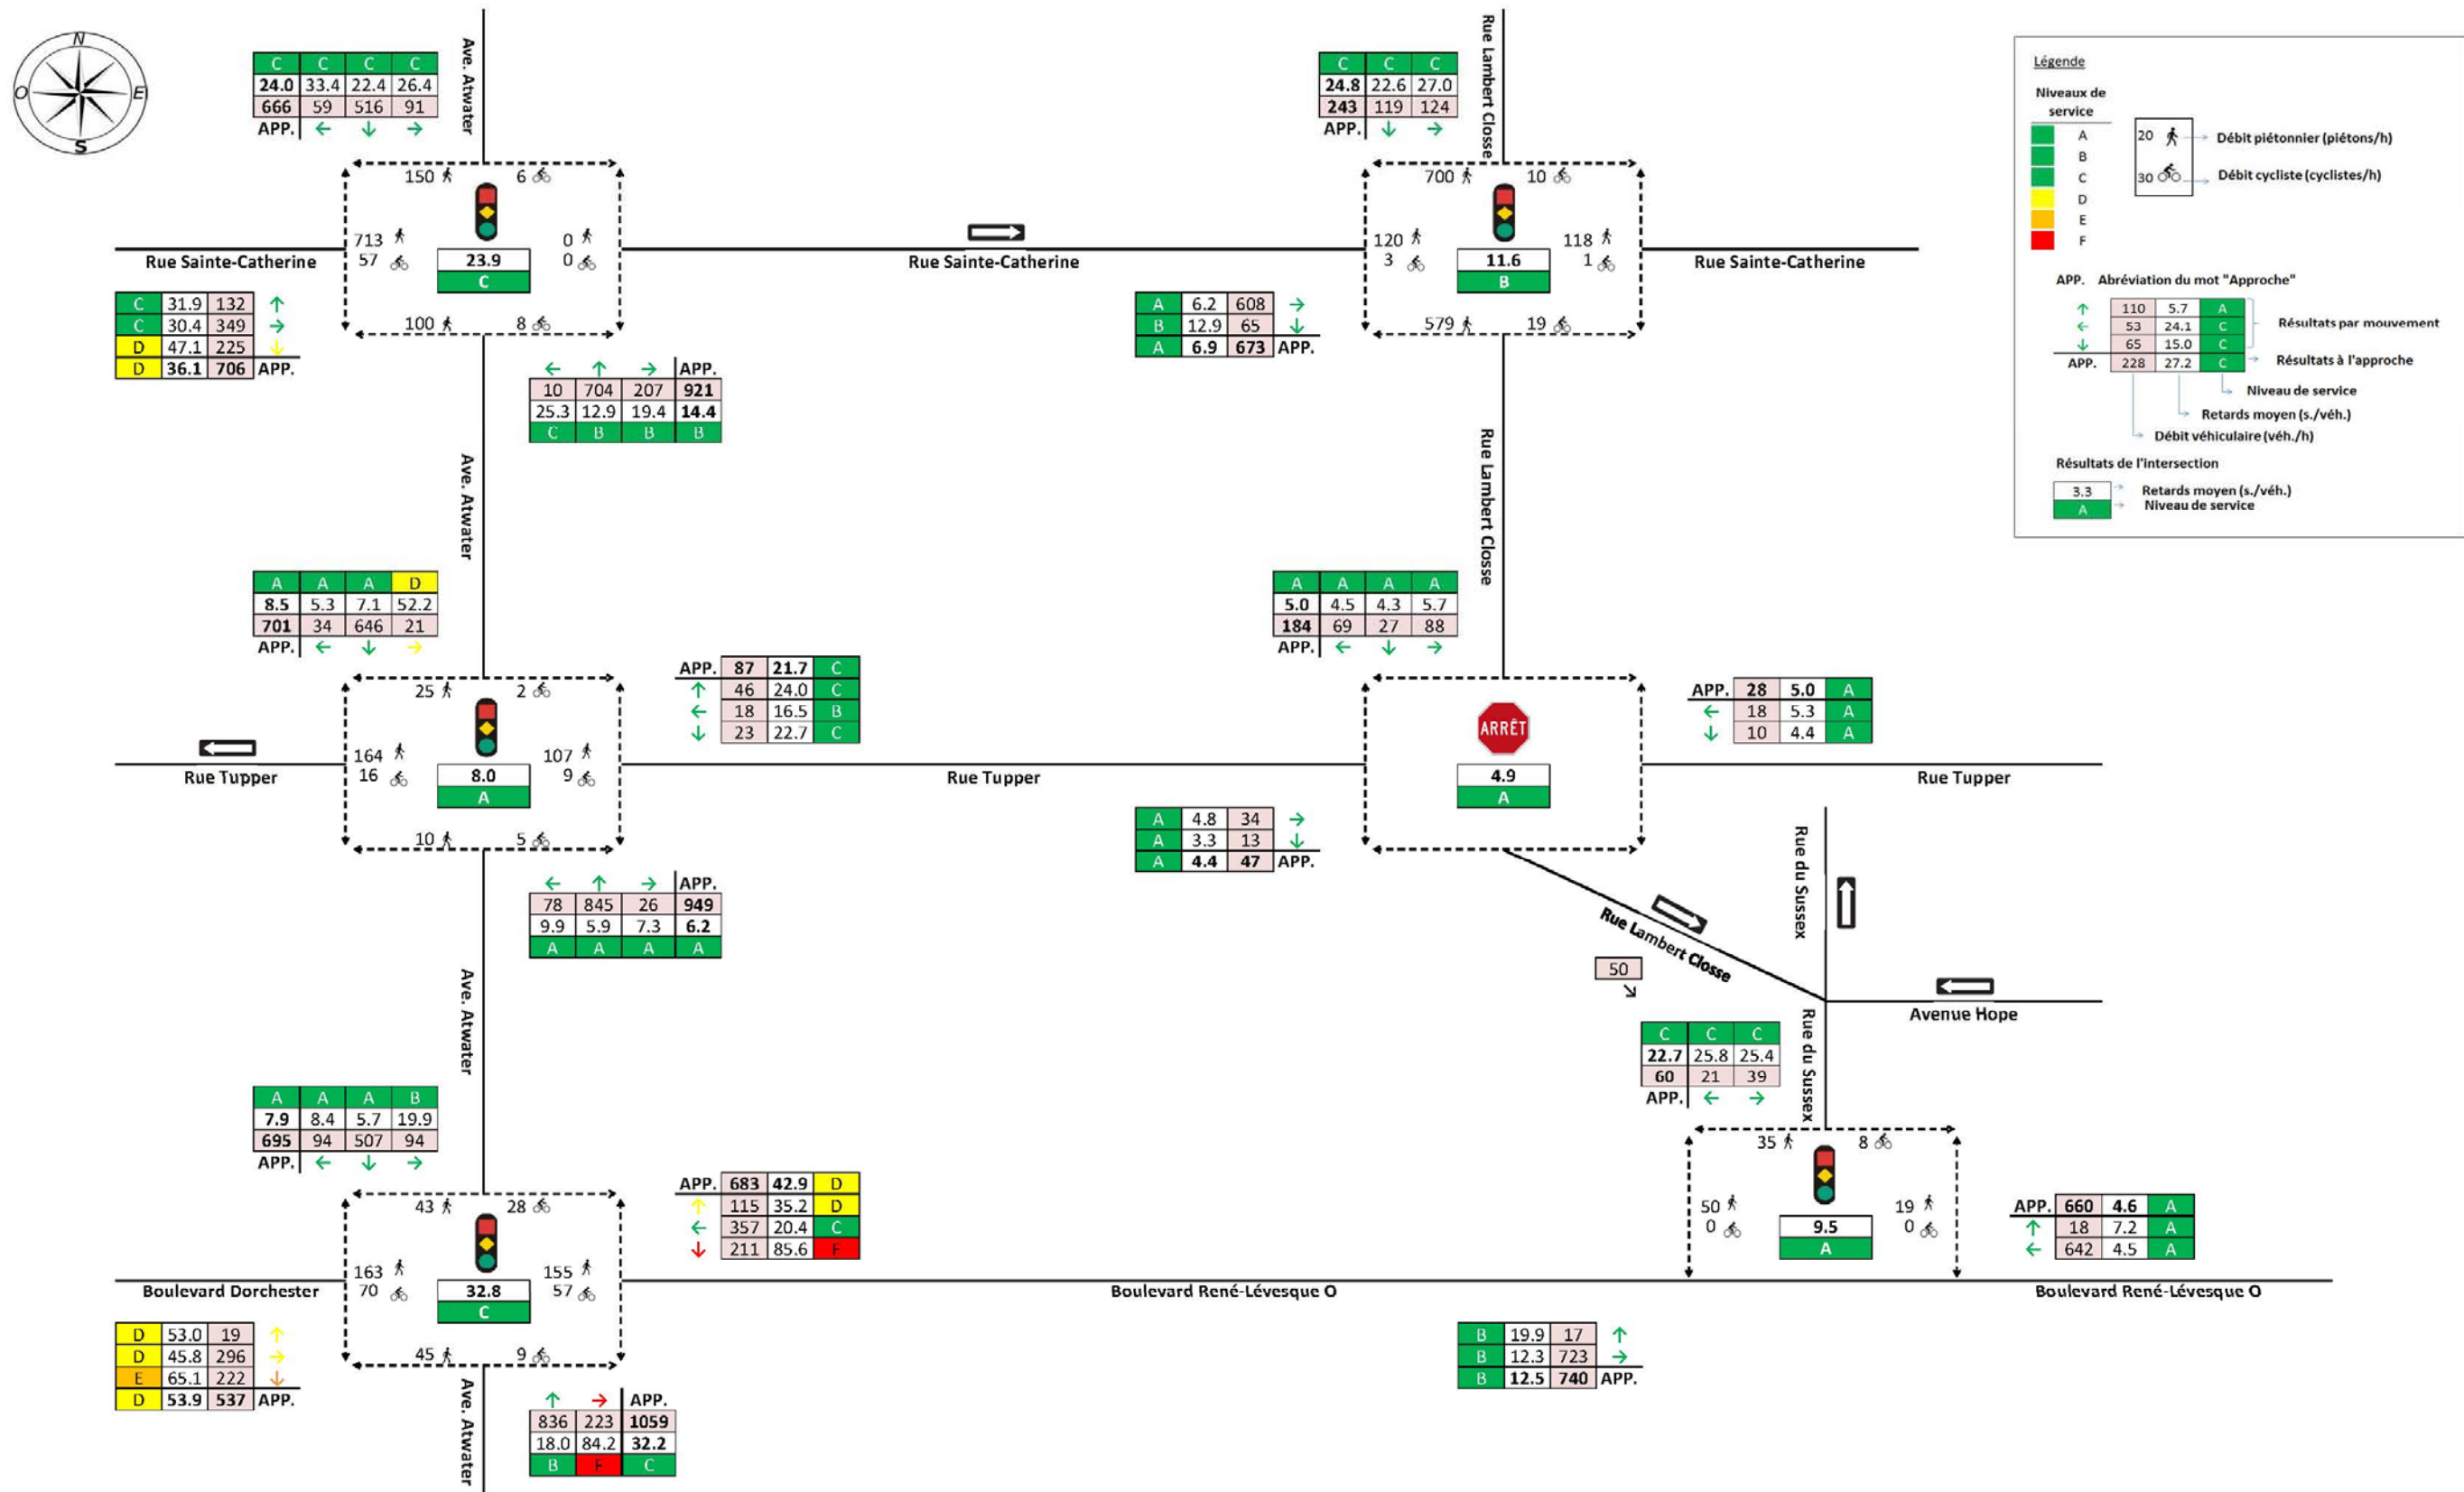 N
O
E
S
Ave. Atwater
C C C C
24.0 33.4 22.4 26.4
666 59 516 91
APP. ← ↓ →
150 6
713 0
57 0
23.9
C
100 8
Rue Sainte-Catherine
C 31.9 132 ↑
C 30.4 349 →
D 47.1 225 ↓
D 36.1 706 APP.
← ↑ → APP.
10 704 207 921
25.3 12.9 19.4 14.4
C B B B
Rue Sainte-Catherine
Rue Lambert Closse
C C C
24.8 22.6 27.0
243 119 124
APP. ↓ →
700 10
120 118
3 1
11.6
B
579 19
Rue Sainte-Catherine
A 6.2 608 →
B 12.9 65 ↓
A 6.9 673 APP.
Légende
Niveaux de
service
A
B
C
D
E
F
20 Débit piétonnier (piétons/h)
30 Débit cycliste (cyclistes/h)
APP. Abréviation du mot "Approche"
↑ 110 5.7 A
← 53 24.1 C
↓ 65 15.0 C
APP. 228 27.2 C
Résultats par mouvement
Résultats à l'approche
Niveau de service
Retards moyen (s./véh.)
Débit véhiculaire (véh./h)
Résultats de l'intersection
3.3 Retards moyen (s./véh.)
A Niveau de service
Ave. Atwater
Rue Lambert Closse
A A A D
8.5 5.3 7.1 52.2
701 34 646 21
APP. ← ↓ →
APP. 87 21.7 C
↑ 46 24.0 C
← 18 16.5 B
↓ 23 22.7 C
25 2
164 107
16 9
8.0
A
10 5
Rue Tupper
Rue Tupper
← ↑ → APP.
78 845 26 949
9.9 5.9 7.3 6.2
A A A A
A A A A
5.0 4.5 4.3 5.7
184 69 27 88
APP. ← ↓ →
ARRÊT
4.9
A
APP. 28 5.0 A
← 18 5.3 A
↓ 10 4.4 A
Rue Tupper
A 4.8 34 →
A 3.3 13 ↓
A 4.4 47 APP.
Rue Lambert Closse
50
↘
Rue du Sussex
Avenue Hope
Rue du Sussex
Ave. Atwater
A A A B
7.9 8.4 5.7 19.9
695 94 507 94
APP. ← ↓ →
APP. 683 42.9 D
↑ 115 35.2 D
← 357 20.4 C
↓ 211 85.6 F
43 28
163 155
70 57
32.8
C
45 9
Boulevard Dorchester
D 53.0 19 ↑
D 45.8 296 →
E 65.1 222 ↓
D 53.9 537 APP.
↑ → APP.
836 223 1059
18.0 84.2 32.2
B F C
Ave. Atwater
Boulevard René-Lévesque O
C C C
22.7 25.8 25.4
60 21 39
APP. ← →
35 8
50 19
0 0
9.5
A
APP. 660 4.6 A
↑ 18 7.2 A
← 642 4.5 A
Boulevard René-Lévesque O
B 19.9 17 ↑
B 12.3 723 →
B 12.5 740 APP.